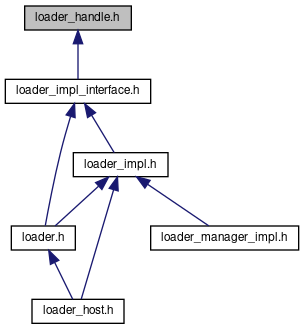 loader_handle.h
loader_impl_interface.h
loader_impl.h
loader.h
loader_manager_impl.h
loader_host.h